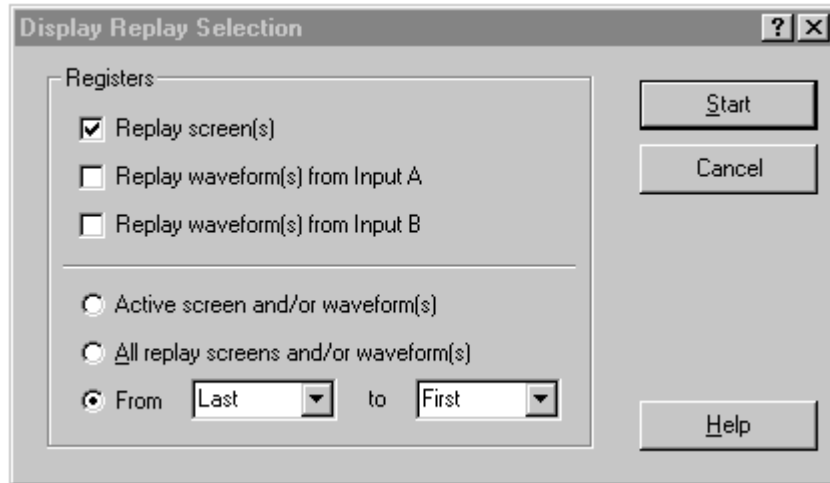 Display Replay Selection
Registers
Replay screen(s)
Replay waveform(s) from Input A
Replay waveform(s) from Input B
Active screen and/or waveform(s)
All replay screens and/or waveform(s)
From Last to First
Start
Cancel
Help